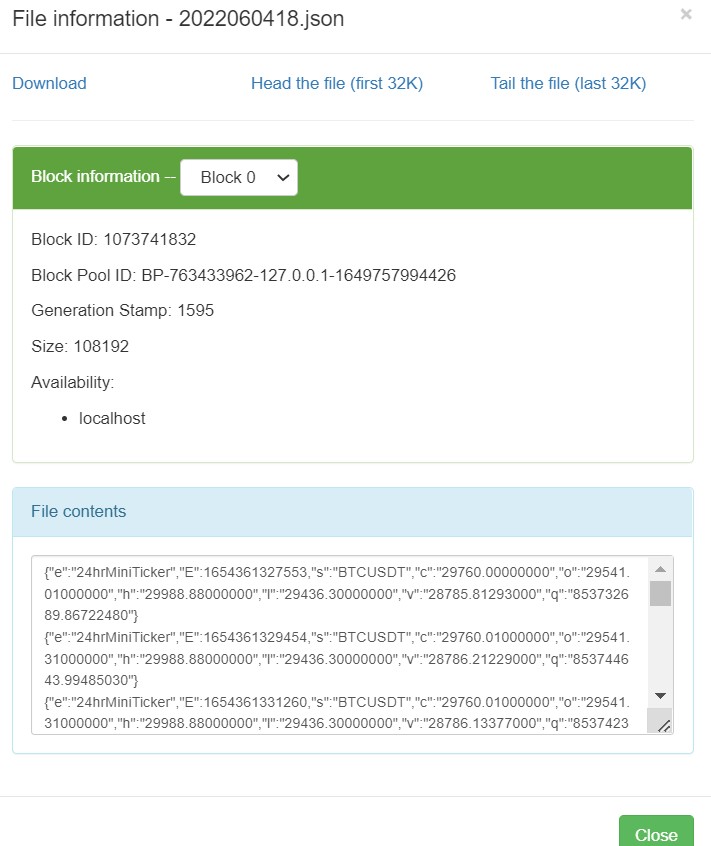 File information - 2022060418.json
×
Download
Head the file (first 32K)
Tail the file (last 32K)
Block information -- Block 0
Block ID: 1073741832
Block Pool ID: BP-763433962-127.0.0.1-1649757994426
Generation Stamp: 1595
Size: 108192
Availability:
• localhost
File contents
{"e":"24hrMiniTicker","E":1654361327553,"s":"BTCUSDT","c":"29760.00000000","o":"29541.
01000000","h":"29988.88000000","l":"29436.30000000","v":"28785.81293000","q":"8537326
89.86722480"}
{"e":"24hrMiniTicker","E":1654361329454,"s":"BTCUSDT","c":"29760.01000000","o":"29541.
31000000","h":"29988.88000000","l":"29436.30000000","v":"28786.21229000","q":"8537446
43.99485030"}
{"e":"24hrMiniTicker","E":1654361331260,"s":"BTCUSDT","c":"29760.01000000","o":"29541.
31000000","h":"29988.88000000","l":"29436.30000000","v":"28786.13377000","q":"8537423
Close